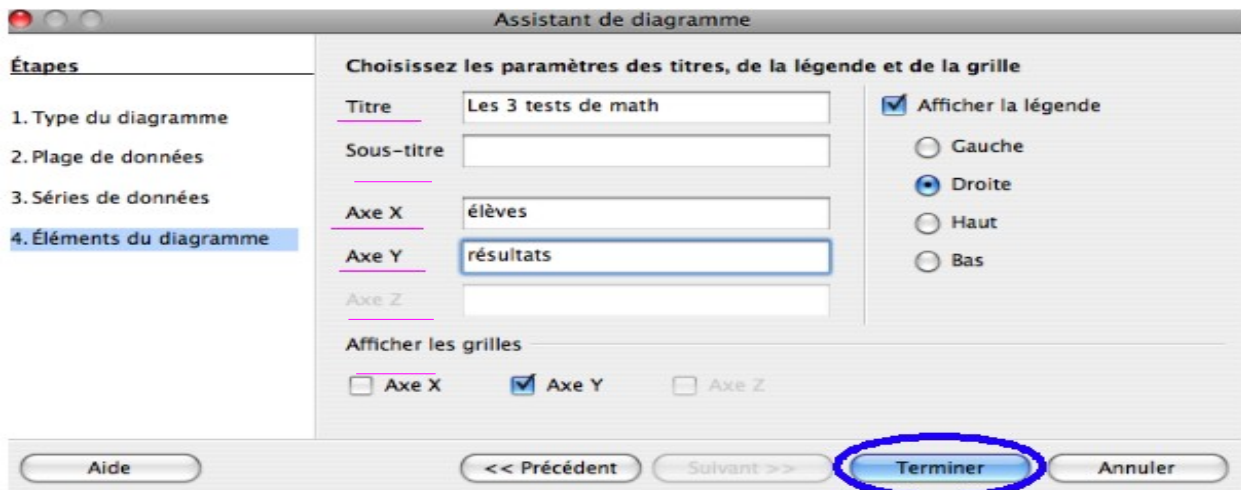 Assistant de diagramme
Étapes
1. Type du diagramme
2. Plage de données
3. Séries de données
4. Éléments du diagramme
Choisissez les paramètres des titres, de la légende et de la grille
Titre Les 3 tests de math
Sous-titre
Axe X élèves
Axe Y résultats
Axe Z
Afficher la légende
Gauche
Droite
Haut
Bas
Afficher les grilles
Axe X Axe Y Axe Z
Aide << Précédent Suivant >> Terminer Annuler